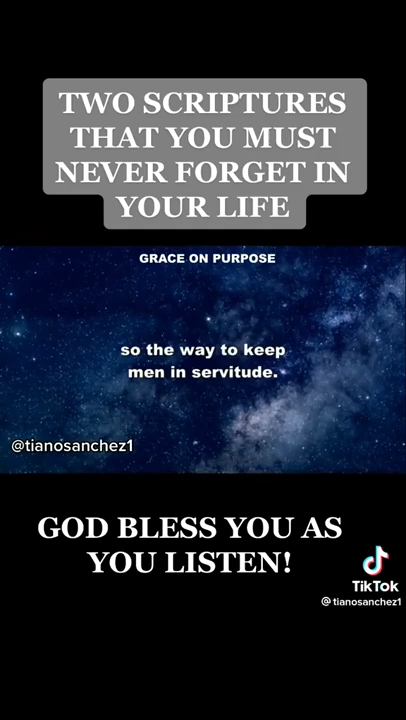 TWO SCRIPTURES
THAT YOU MUST
NEVER FORGET IN
YOUR LIFE
GRACE ON PURPOSE
so the way to keep
men in servitude.
@tianosanchez1
GOD BLESS YOU AS
YOU LISTEN!
TikTok
@tianosanchez1